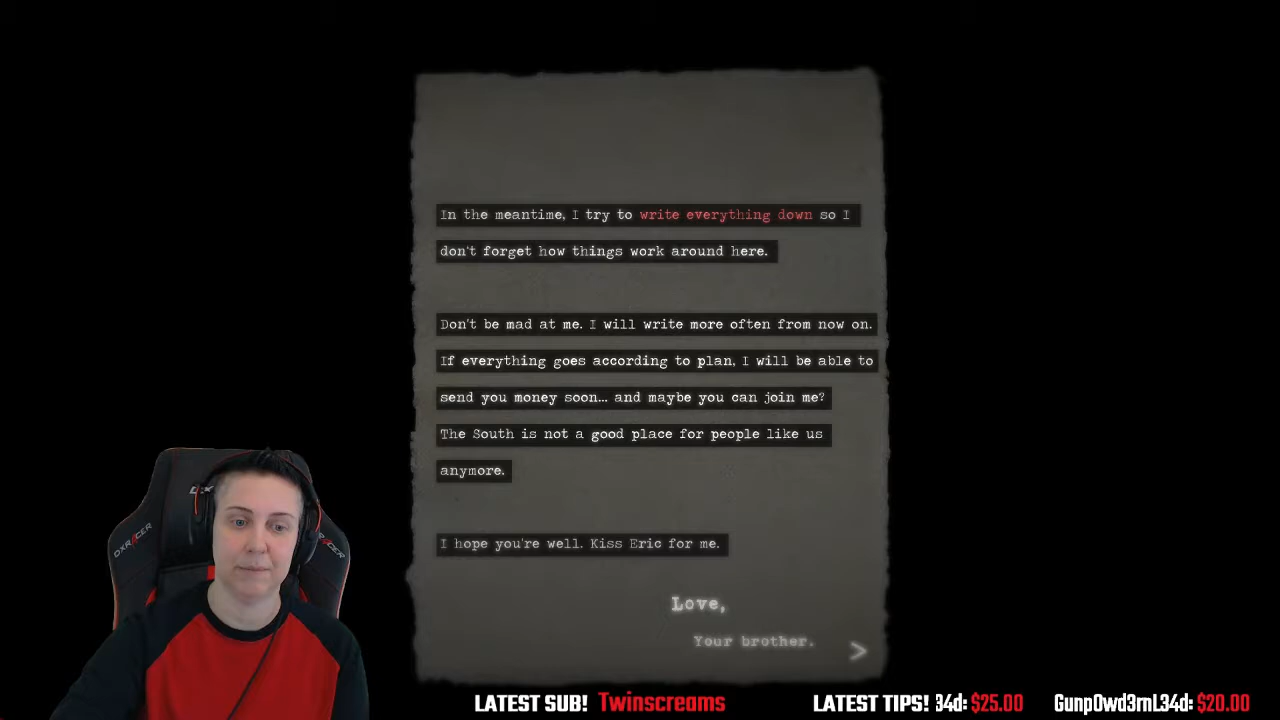 In the meantime, I try to write everything down so I
don't forget how things work around here.
Don't be mad at me. I will write more often from now on.
If everything goes according to plan, I will be able to
send you money soon... and maybe you can join me?
The South is not a good place for people like us
anymore.
I hope you're well. Kiss Eric for me.
Love,
Your brother.
>
DXRACER
LATEST SUB! Twinscreams
LATEST TIPS! 34d: $25.00 Gunp0wd3rnL34d: $20.00